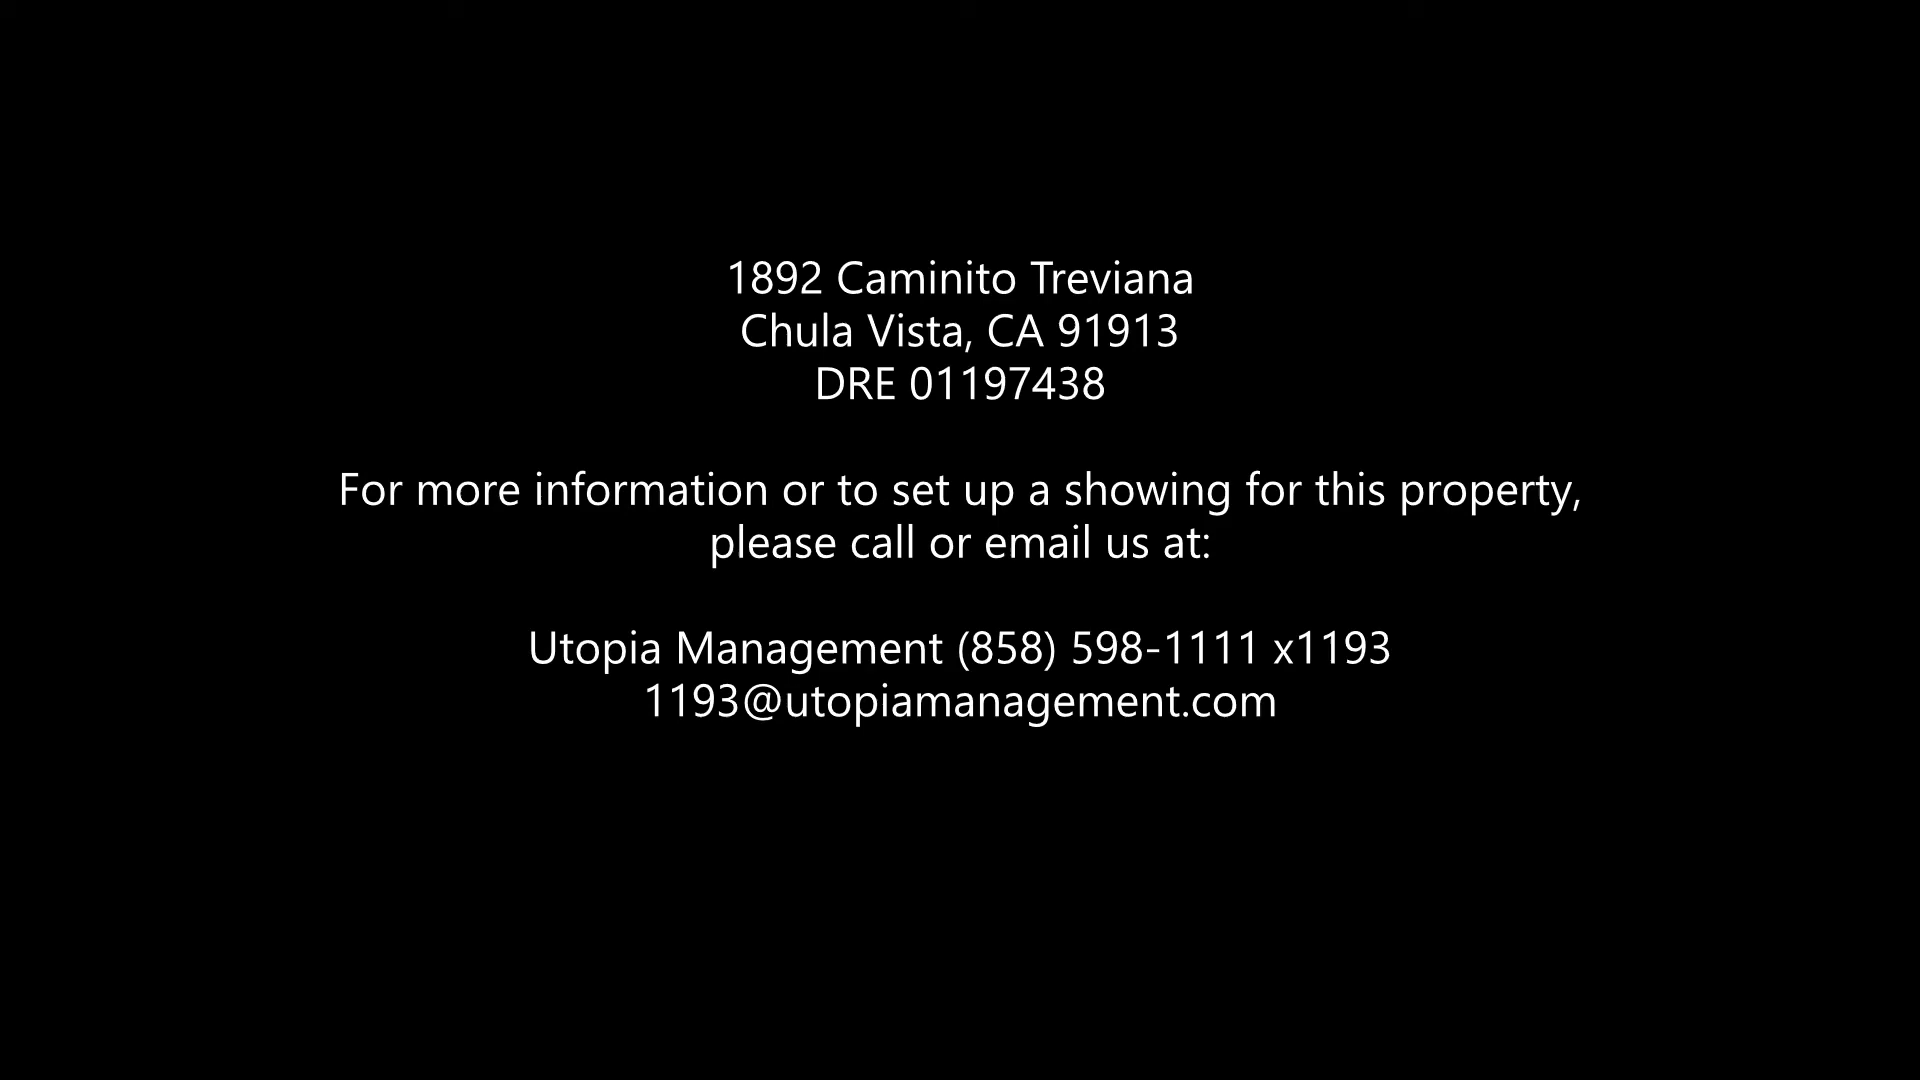 1892 Caminito Treviana
Chula Vista, CA 91913
DRE 01197438
For more information or to set up a showing for this property,
please call or email us at:
Utopia Management (858) 598-1111 x1193
1193@utopiamanagement.com